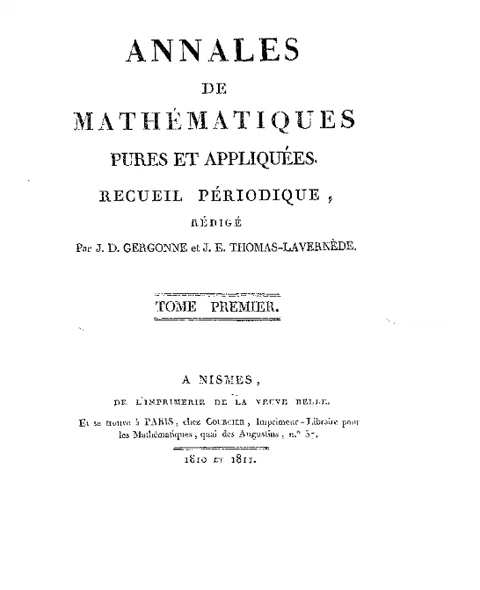 ANNALES
DE
MATHÉMATIQUES
PURES ET APPLIQUÉES.
RECUEIL PÉRIODIQUE,
RÉDIGÉ
Par J. D. GERGONNE et J. E. THOMAS-LAVERNÈDE.
TOME PREMIER.
A NISMES,
DE L'IMPRIMERIE DE LA VEUVE BELLE.
Et se trouve à PARIS, chez COURCIER, Imprimeur-Libraire pour
les Mathématiques, quai des Augustins, n.º 57.
1810 ET 1811.